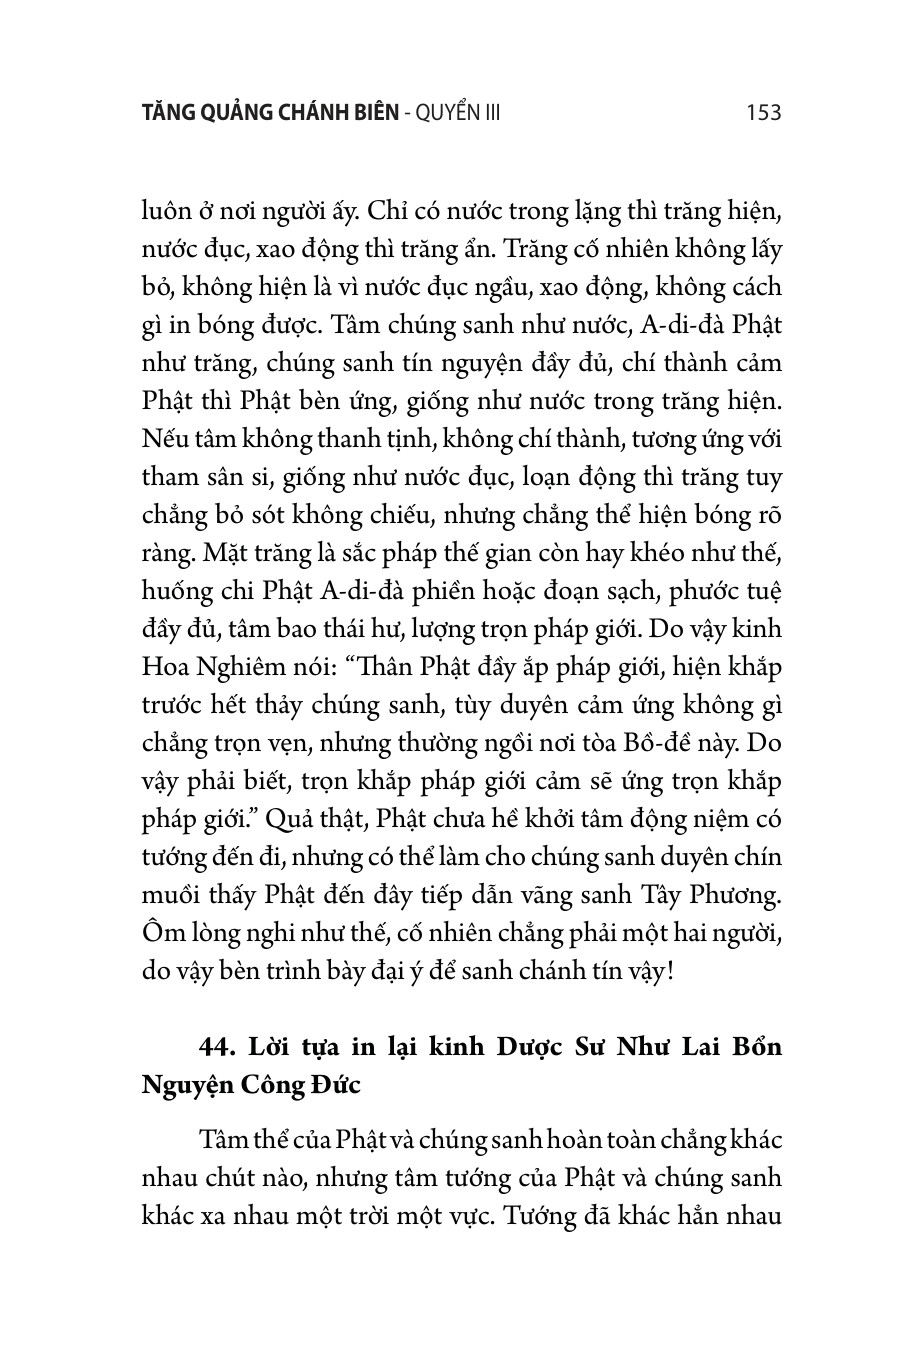 TĂNG QUẢNG CHÁNH BIÊN - QUYỂN III 153
luôn ở nơi người ấy. Chỉ có nước trong lặng thì trăng hiện,
nước đục, xao động thì trăng ẩn. Trăng cố nhiên không lấy
bỏ, không hiện là vì nước đục ngầu, xao động, không cách
gì in bóng được. Tâm chúng sanh như nước, A-di-đà Phật
như trăng, chúng sanh tín nguyện đầy đủ, chí thành cảm
Phật thì Phật bèn ứng, giống như nước trong trăng hiện.
Nếu tâm không thanh tịnh, không chí thành, tương ứng với
tham sân si, giống như nước đục, loạn động thì trăng tuy
chẳng bỏ sót không chiếu, nhưng chẳng thể hiện bóng rõ
ràng. Mặt trăng là sắc pháp thế gian còn hay khéo như thế,
huống chi Phật A-di-đà phiền hoặc đoạn sạch, phước tuệ
đầy đủ, tâm bao thái hư, lượng trọn pháp giới. Do vậy kinh
Hoa Nghiêm nói: “Thân Phật đầy ắp pháp giới, hiện khắp
trước hết thảy chúng sanh, tùy duyên cảm ứng không gì
chẳng trọn vẹn, nhưng thường ngồi nơi tòa Bồ-đề này. Do
vậy phải biết, trọn khắp pháp giới cảm sẽ ứng trọn khắp
pháp giới.” Quả thật, Phật chưa hề khởi tâm động niệm có
tướng đến đi, nhưng có thể làm cho chúng sanh duyên chín
muồi thấy Phật đến đây tiếp dẫn vãng sanh Tây Phương.
Ôm lòng nghi như thế, cố nhiên chẳng phải một hai người,
do vậy bèn trình bày đại ý để sanh chánh tín vậy!
44. Lời tựa in lại kinh Dược Sư Như Lai Bổn
Nguyện Công Đức
Tâm thể của Phật và chúng sanh hoàn toàn chẳng khác
nhau chút nào, nhưng tâm tướng của Phật và chúng sanh
khác xa nhau một trời một vực. Tướng đã khác hẳn nhau